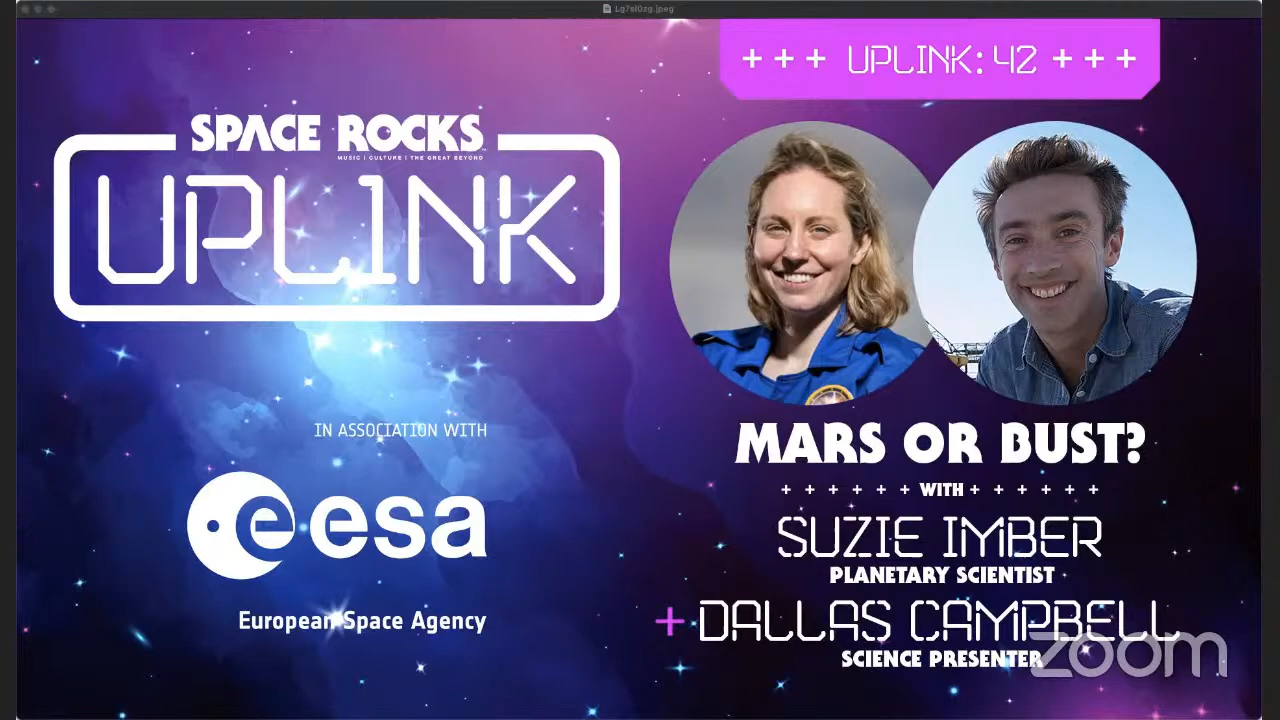 Lg7sl0zg.jpeg
+ + + UPLINK: 42 + + +
SPACE ROCKS
MUSIC | CULTURE | THE GREAT BEYOND
UPLINK
IN ASSOCIATION WITH
esa
European Space Agency
MARS OR BUST?
+ + + + + + WITH + + + + + +
SUZIE IMBER
PLANETARY SCIENTIST
+ DALLAS CAMPBELL
SCIENCE PRESENTER
zoom